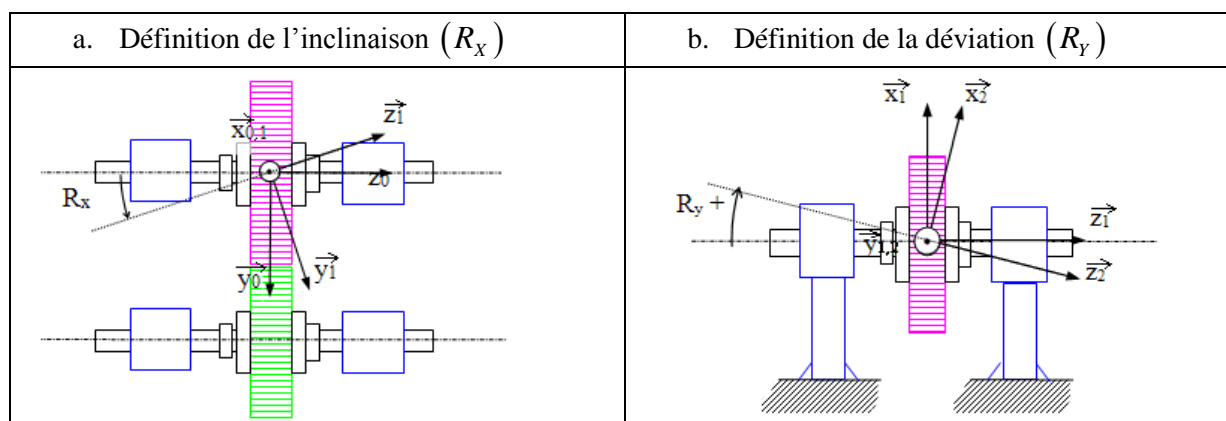 a. Définition de l’inclinaison (R_X)
b. Définition de la déviation (R_Y)
x0,1
z1
z0
Rx
y0
y1
x1
x2
Ry +
y1,2
z1
z2